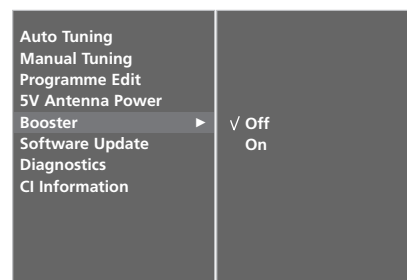 Auto Tuning
Manual Tuning
Programme Edit
5V Antenna Power
Booster ►
Software Update
Diagnostics
CI Information
√ Off
On